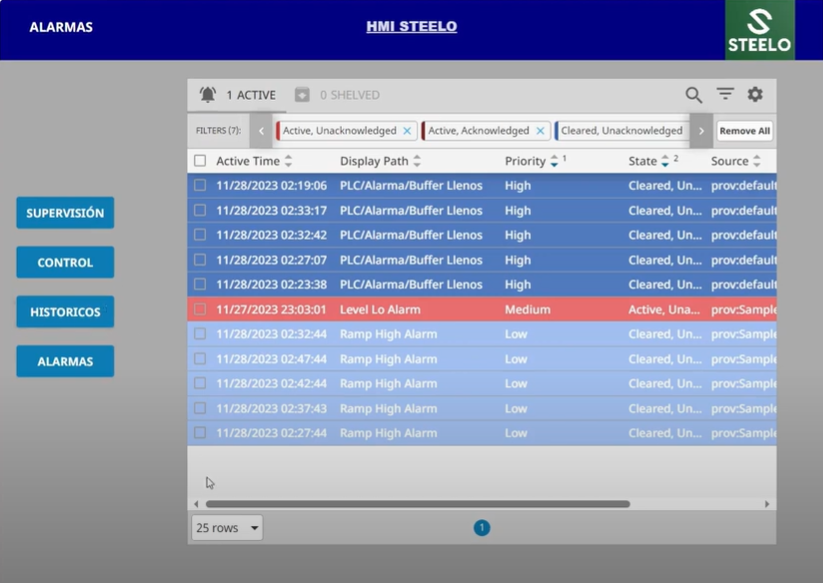 ALARMAS
HMI STEELO
STEELO
1 ACTIVE 0 SHELVED
FILTERS (7): Active, Unacknowledged Active, Acknowledged Cleared, Unacknowledged Remove All
Active Time Display Path Priority 1 State 2 Source
11/28/2023 02:19:06 PLC/Alarma/Buffer Llenos High Cleared, Un... prov:default
11/28/2023 02:33:17 PLC/Alarma/Buffer Llenos High Cleared, Un... prov:default
SUPERVISIÓN
11/28/2023 02:32:42 PLC/Alarma/Buffer Llenos High Cleared, Un... prov:default
11/28/2023 02:27:07 PLC/Alarma/Buffer Llenos High Cleared, Un... prov:default
CONTROL
11/28/2023 02:23:38 PLC/Alarma/Buffer Llenos High Cleared, Un... prov:default
11/27/2023 23:03:01 Level Lo Alarm Medium Active, Una... prov:Sample
HISTORICOS
11/28/2023 02:32:44 Ramp High Alarm Low Cleared, Un... prov:Sample
11/28/2023 02:47:44 Ramp High Alarm Low Cleared, Un... prov:Sample
ALARMAS
11/28/2023 02:42:44 Ramp High Alarm Low Cleared, Un... prov:Sample
11/28/2023 02:37:43 Ramp High Alarm Low Cleared, Un... prov:Sample
11/28/2023 02:27:44 Ramp High Alarm Low Cleared, Un... prov:Sample
25 rows 1